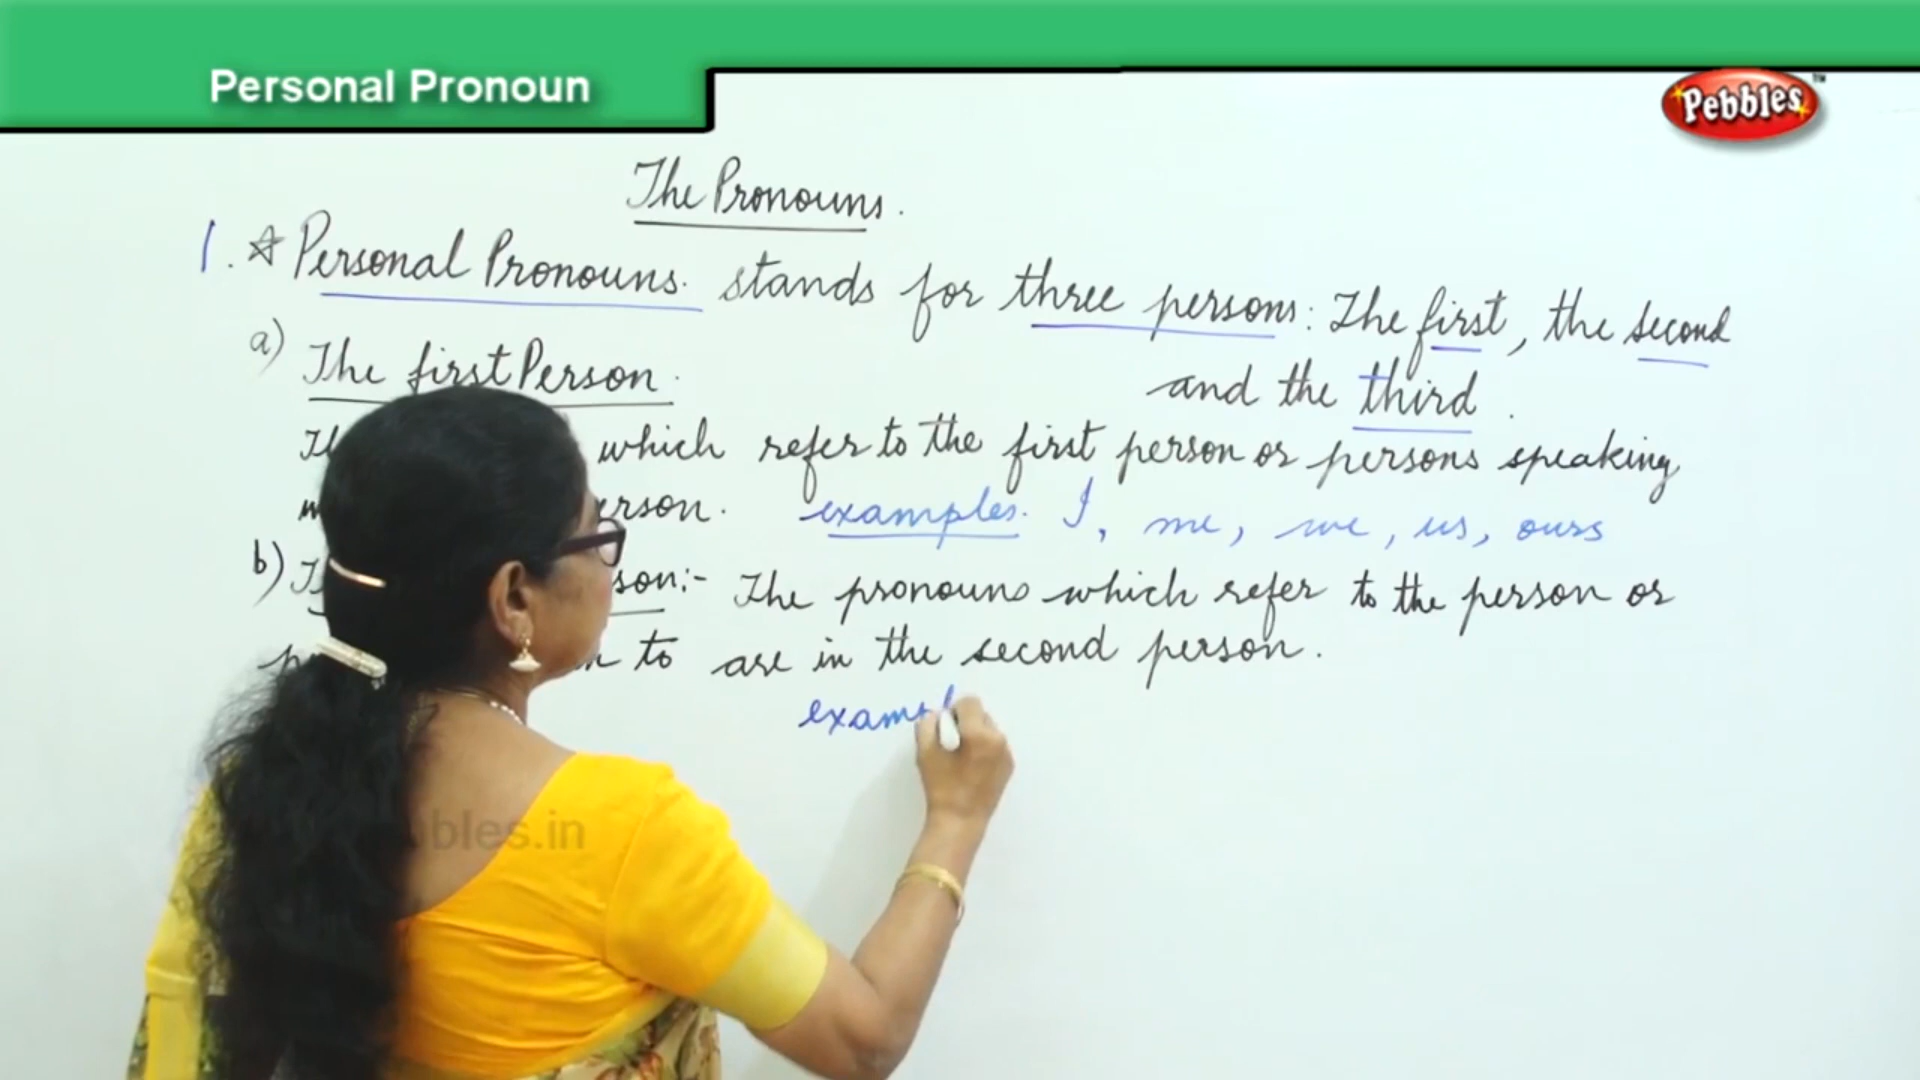 Personal Pronoun
Pebbles™
The Pronouns.
1. ☆ Personal Pronouns. stands for three persons: The first, the second
and the third.
a) The first Person.
which refer to the first person or persons speaking
erson. examples. I, me, we, us, ours
b) son:- The pronouns which refer to the person or
to are in the second person.
examp
bles.in